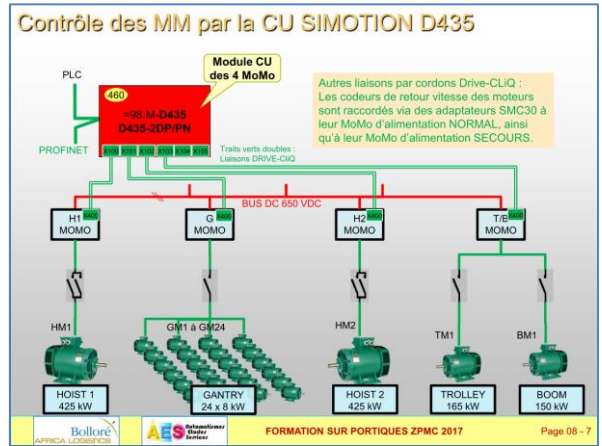 Contrôle des MM par la CU SIMOTION D435
PLC
Module CU
des 4 MoMo
460
=98.M-D435
D435-2DP/PN
Autres liaisons par cordons Drive-CLiQ :
Les codeurs de retour vitesse des moteurs
sont raccordés via des adaptateurs SMC30 à
leur MoMo d'alimentation NORMAL, ainsi
qu'à leur MoMo d'alimentation SECOURS.
PROFINET
X100 X101 X102 X103 X104 X105
Traits verts doubles :
Liaisons DRIVE-CliQ
BUS DC 650 VDC
H1 X400
MOMO
G X400
MOMO
H2 X400
MOMO
T/B X400
MOMO
HM1
GM1 à GM24
HM2
TM1
BM1
HOIST 1
425 kW
GANTRY
24 x 8 kW
HOIST 2
425 kW
TROLLEY
165 kW
BOOM
150 kW
Bolloré
AFRICA LOGISTICS
AES Automatismes
Etudes
Services
FORMATION SUR PORTIQUES ZPMC 2017
Page 08 - 7